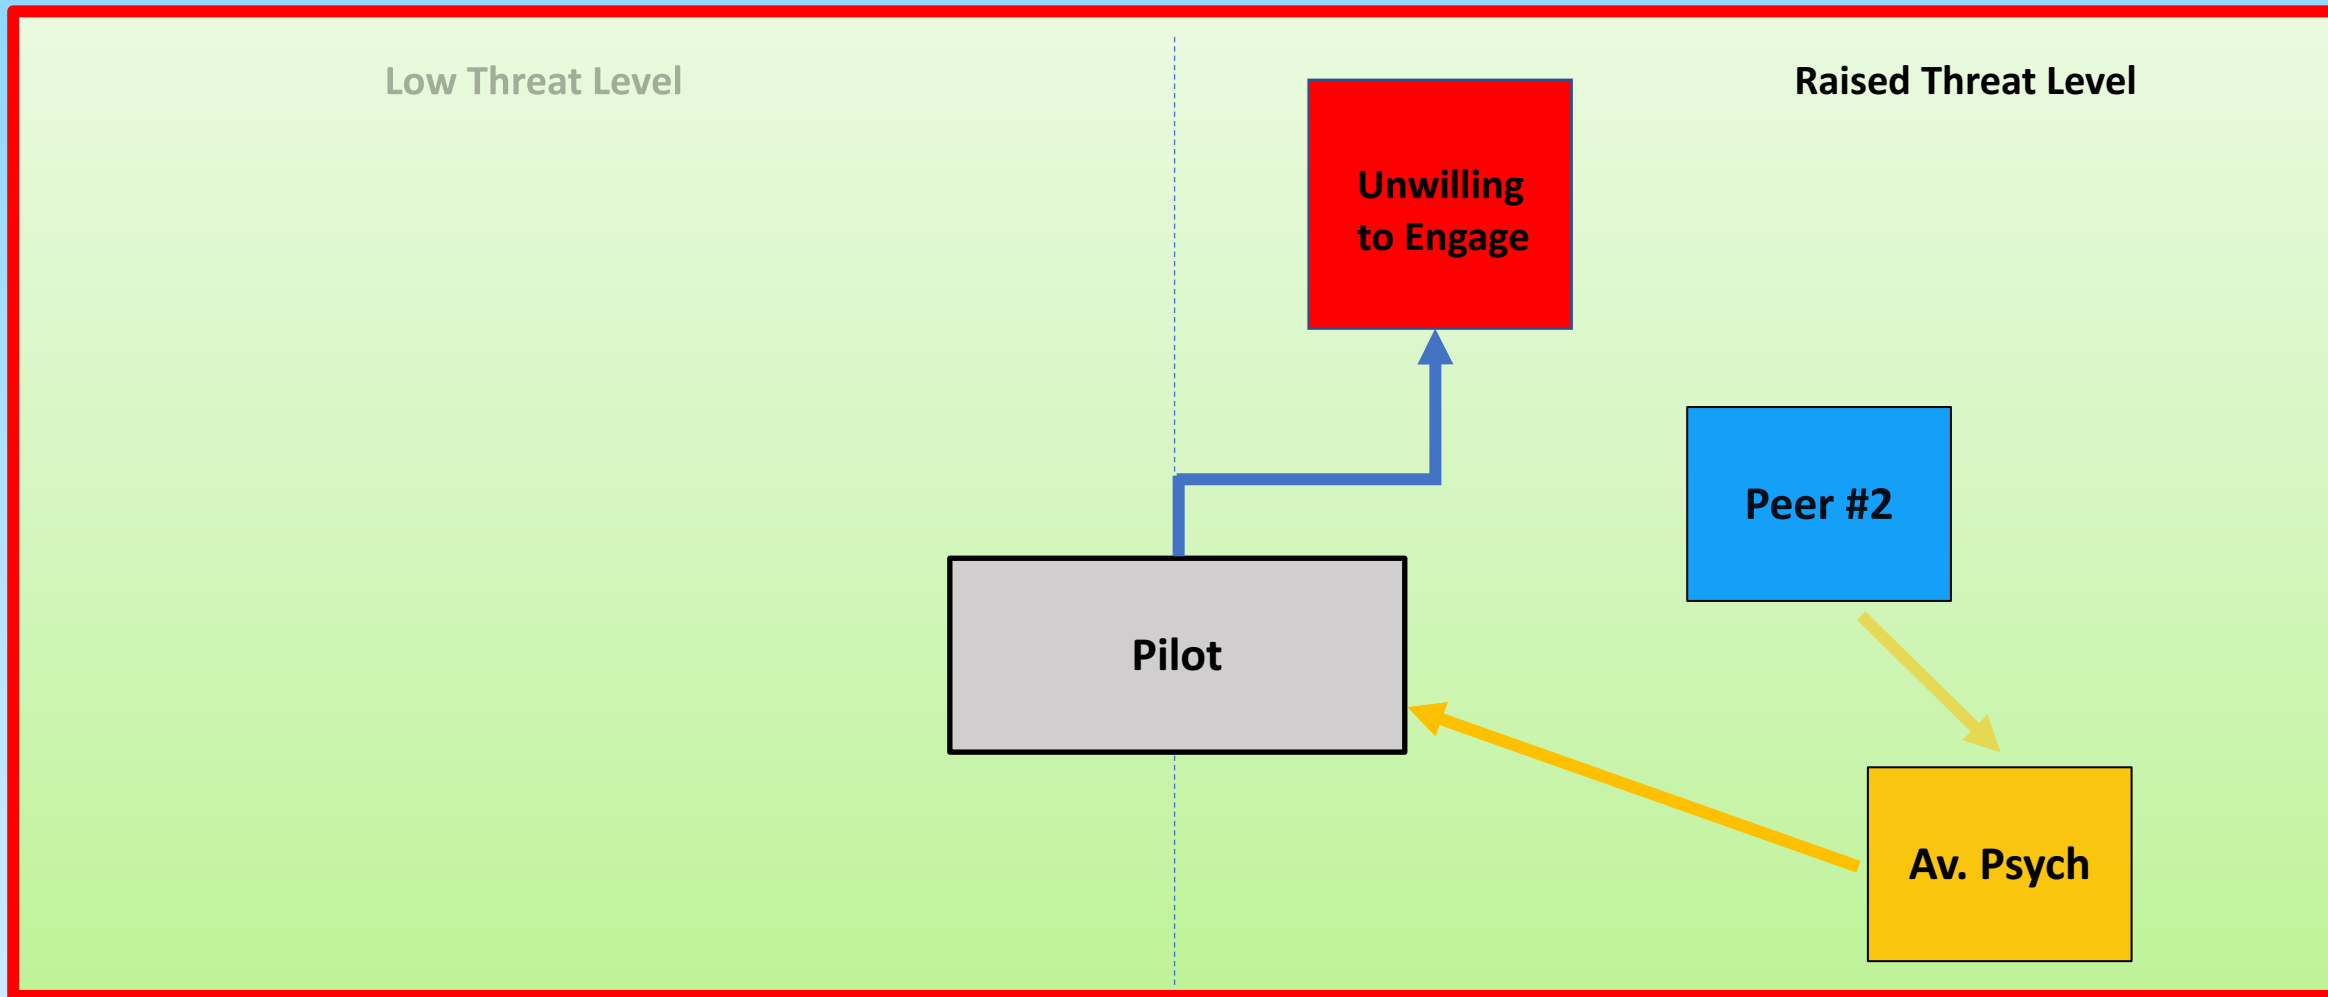 Low Threat Level
Raised Threat Level
Unwilling
to Engage
Peer #2
Pilot
Av. Psych